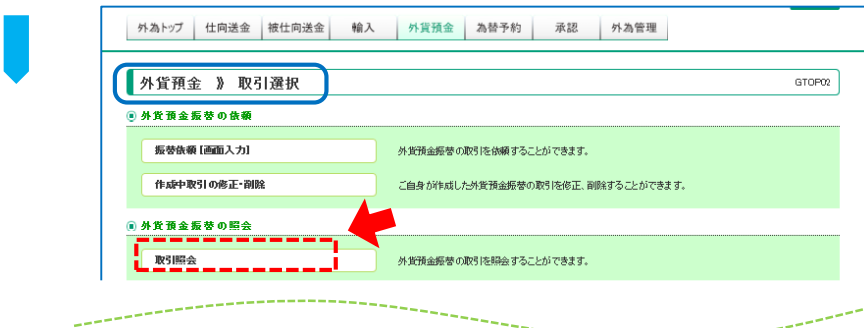 外為トップ 仕向送金 被仕向送金 輸入 外貨預金 為替予約 承認 外為管理
外貨預金 》 取引選択 GTOP02
外貨預金振替の依頼
振替依頼 [画面入力] 外貨預金振替の取引を依頼することができます。
作成中取引の修正・削除 ご自身が作成した外貨預金振替の取引を修正、削除することができます。
外貨預金振替の照会
取引照会 外貨預金振替の取引を照会することができます。